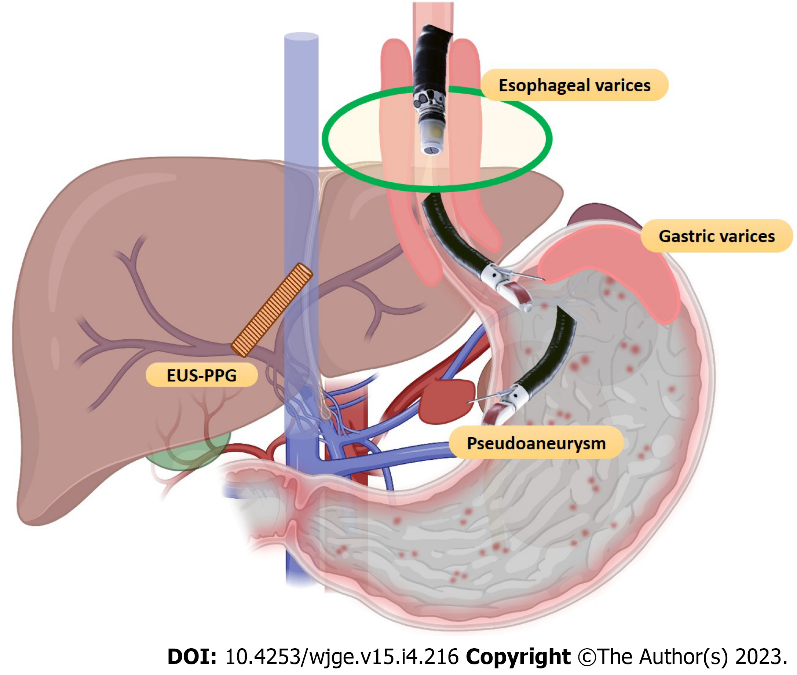 Esophageal varices
Gastric varices
EUS-PPG
Pseudoaneurysm
DOI: 10.4253/wjge.v15.i4.216 Copyright ©The Author(s) 2023.